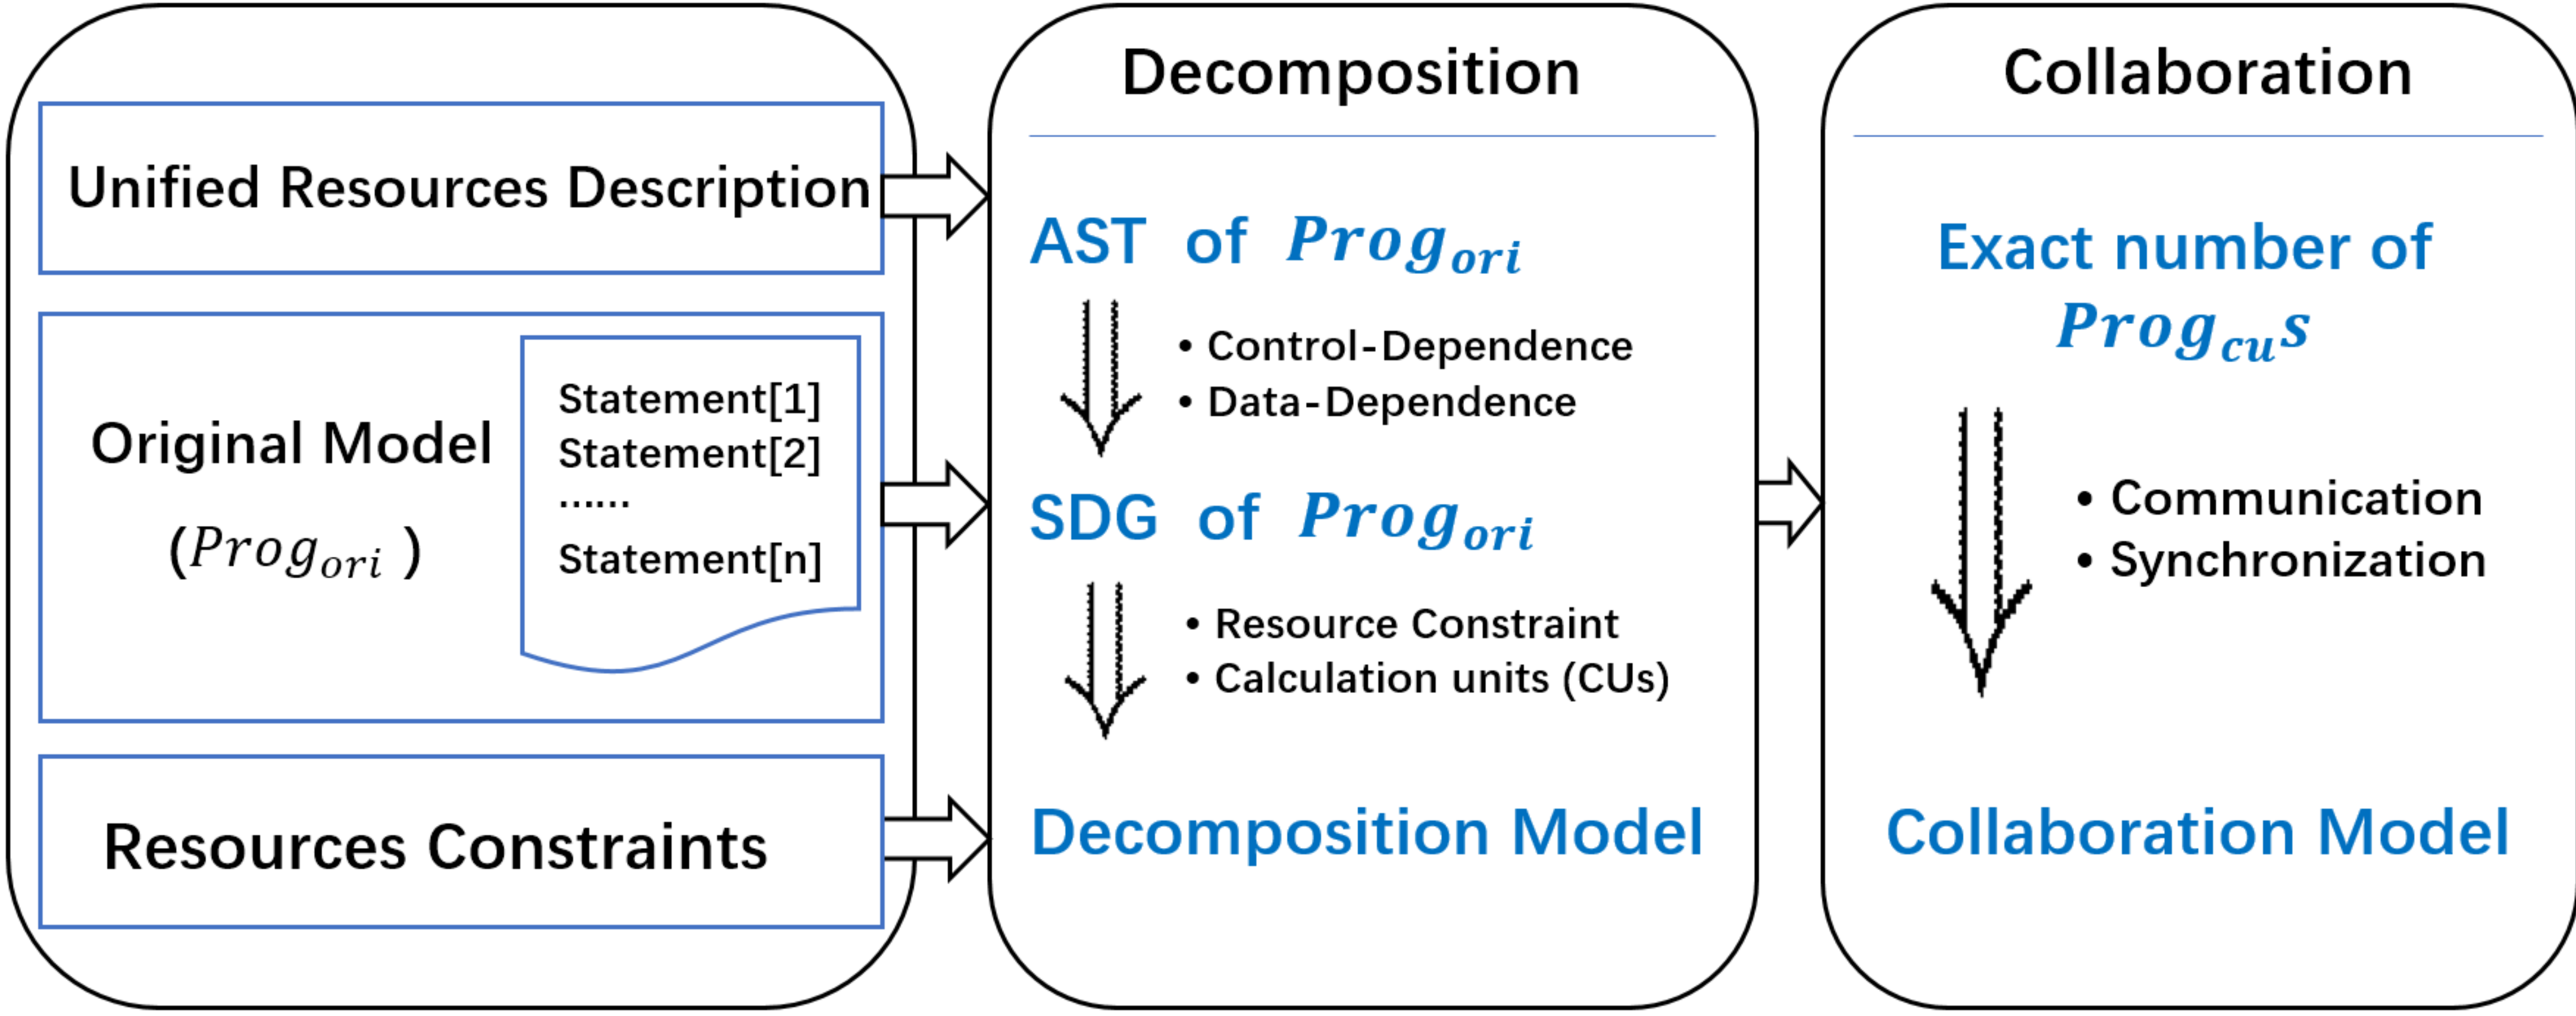 Unified Resources Description
Original Model
(Prog_ori )
Statement[1]
Statement[2]
……
Statement[n]
Resources Constraints
Decomposition
AST of Prog_ori
• Control-Dependence
• Data-Dependence
SDG of Prog_ori
• Resource Constraint
• Calculation units (CUs)
Decomposition Model
Collaboration
Exact number of
Prog_cu s
• Communication
• Synchronization
Collaboration Model